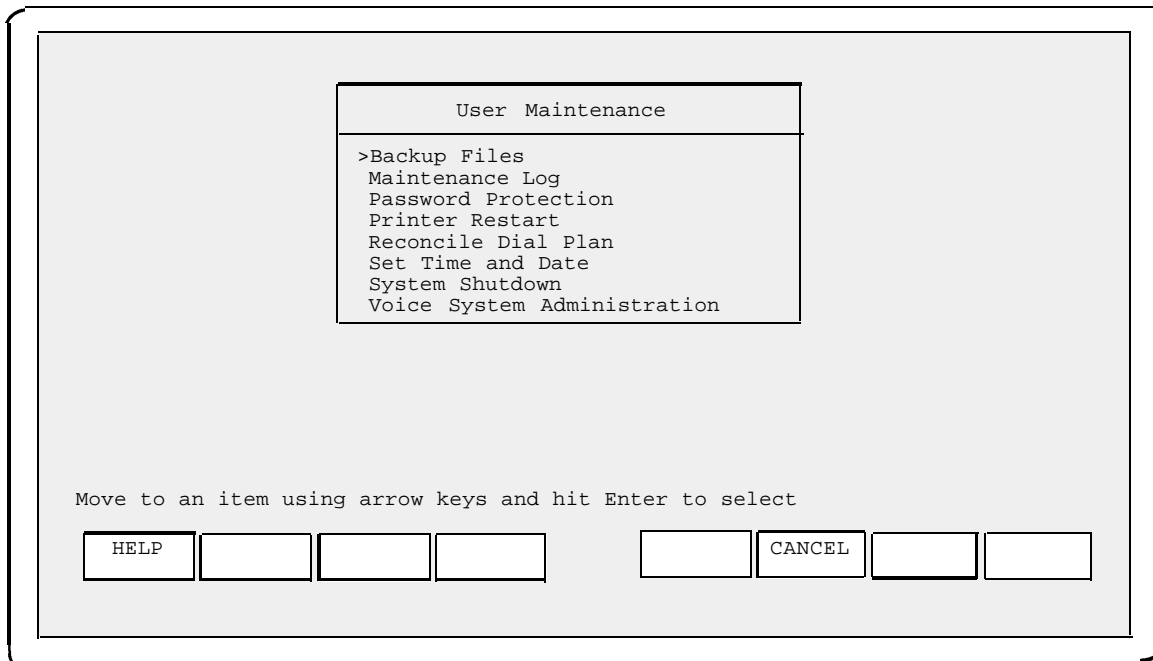 User Maintenance
>Backup Files
Maintenance Log
Password Protection
Printer Restart
Reconcile Dial Plan
Set Time and Date
System Shutdown
Voice System Administration
Move to an item using arrow keys and hit Enter to select
HELP CANCEL